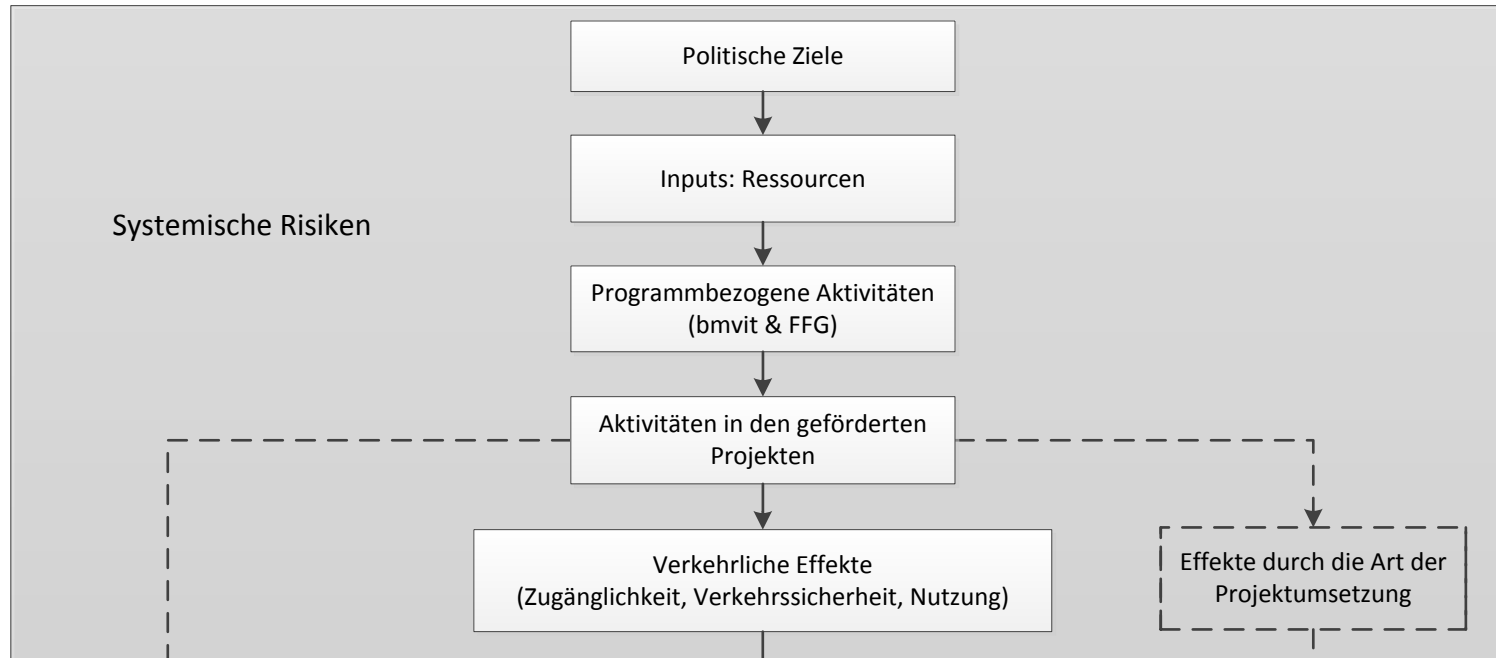 Politische Ziele
Inputs: Ressourcen
Systemische Risiken
Programmbezogene Aktivitäten
(bmvit & FFG)
Aktivitäten in den geförderten
Projekten
Verkehrliche Effekte
(Zugänglichkeit, Verkehrssicherheit, Nutzung)
Effekte durch die Art der
Projektumsetzung